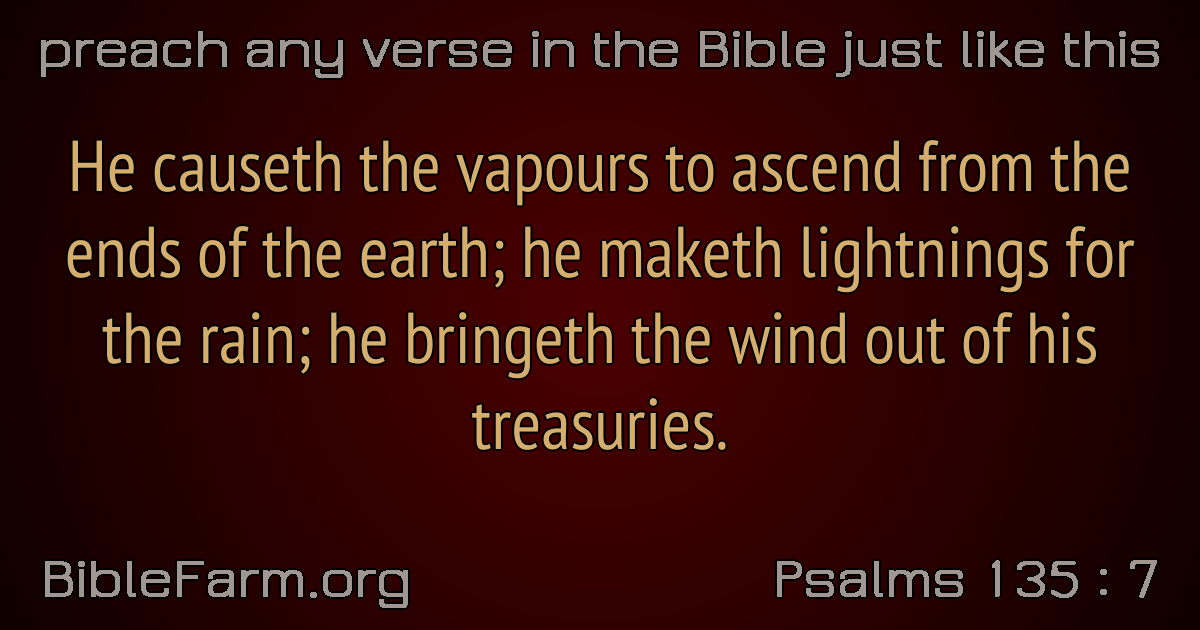 preach any verse in the Bible just like this
He causeth the vapours to ascend from the
ends of the earth; he maketh lightnings for
the rain; he bringeth the wind out of his
treasuries.
BibleFarm.org
Psalms 135 : 7